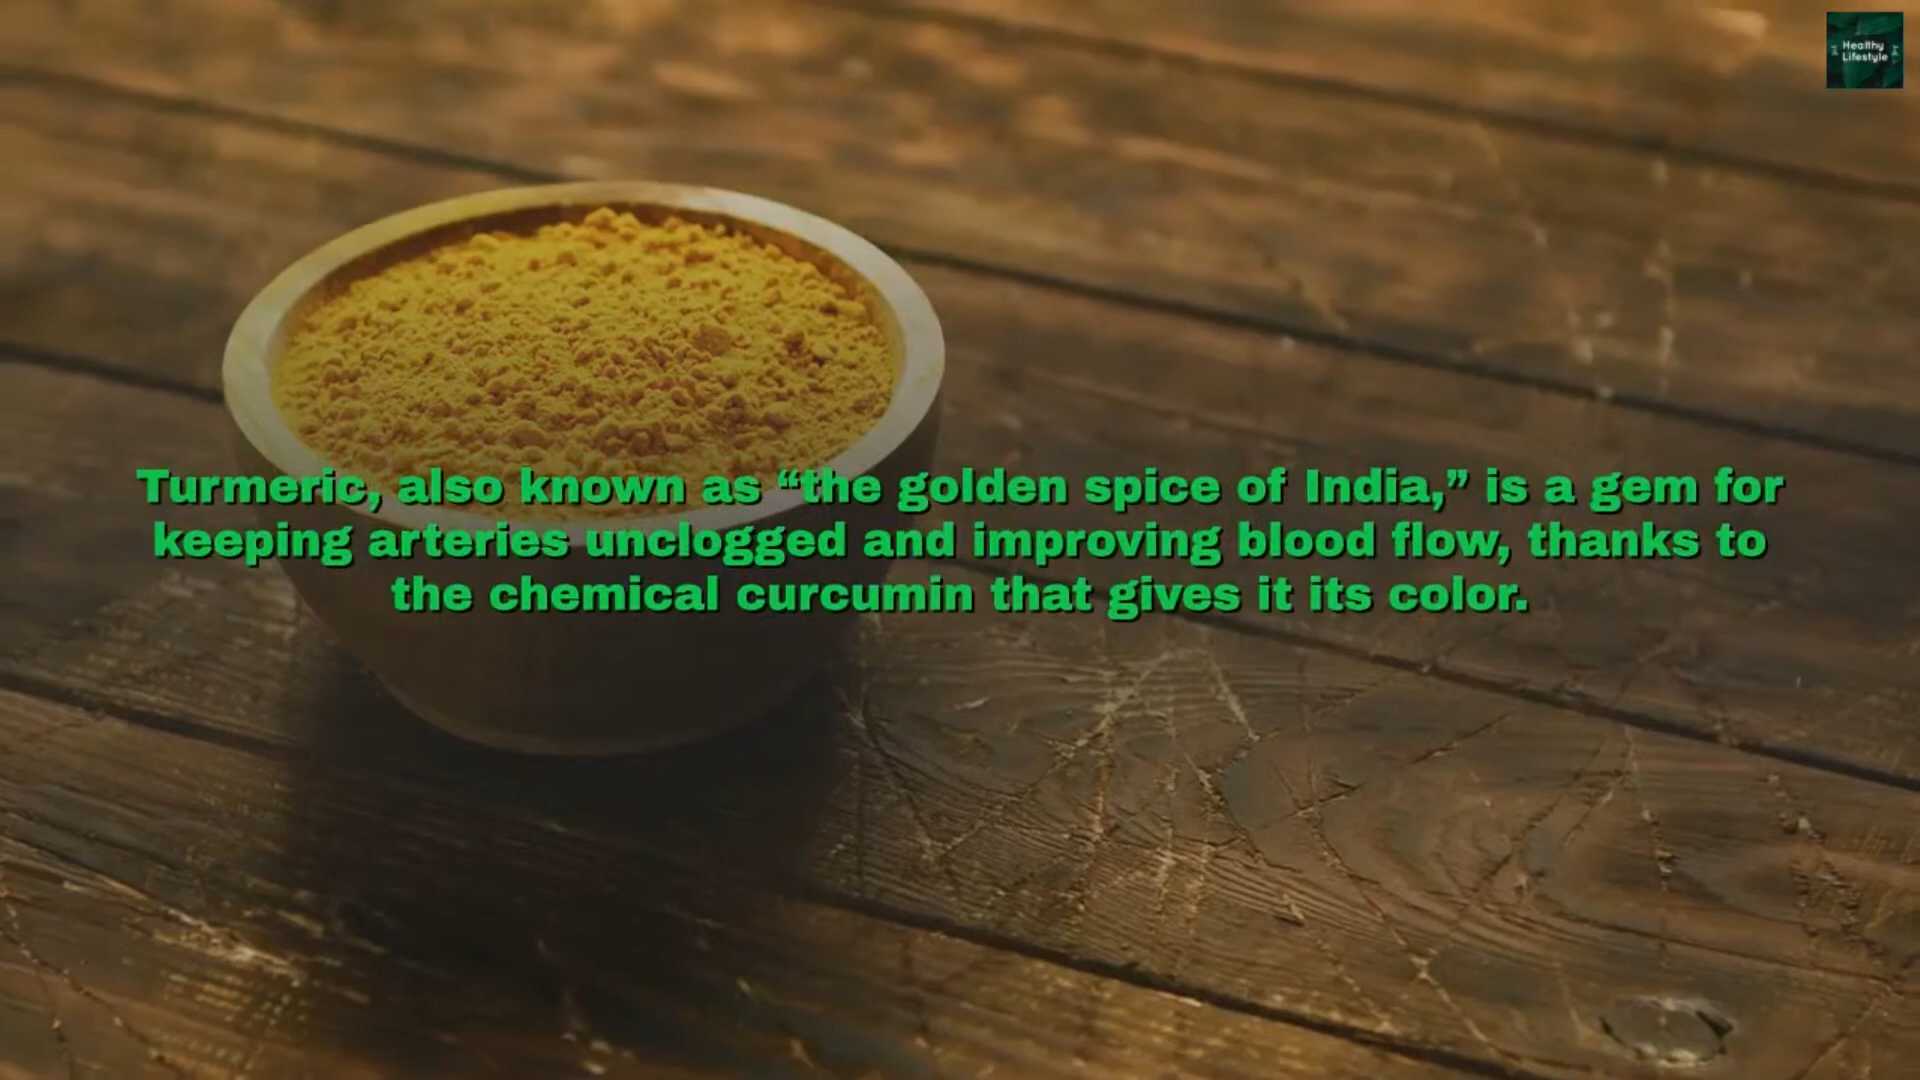 Healthy
Lifestyle
Turmeric, also known as “the golden spice of India,” is a gem for
keeping arteries unclogged and improving blood flow, thanks to
the chemical curcumin that gives it its color.